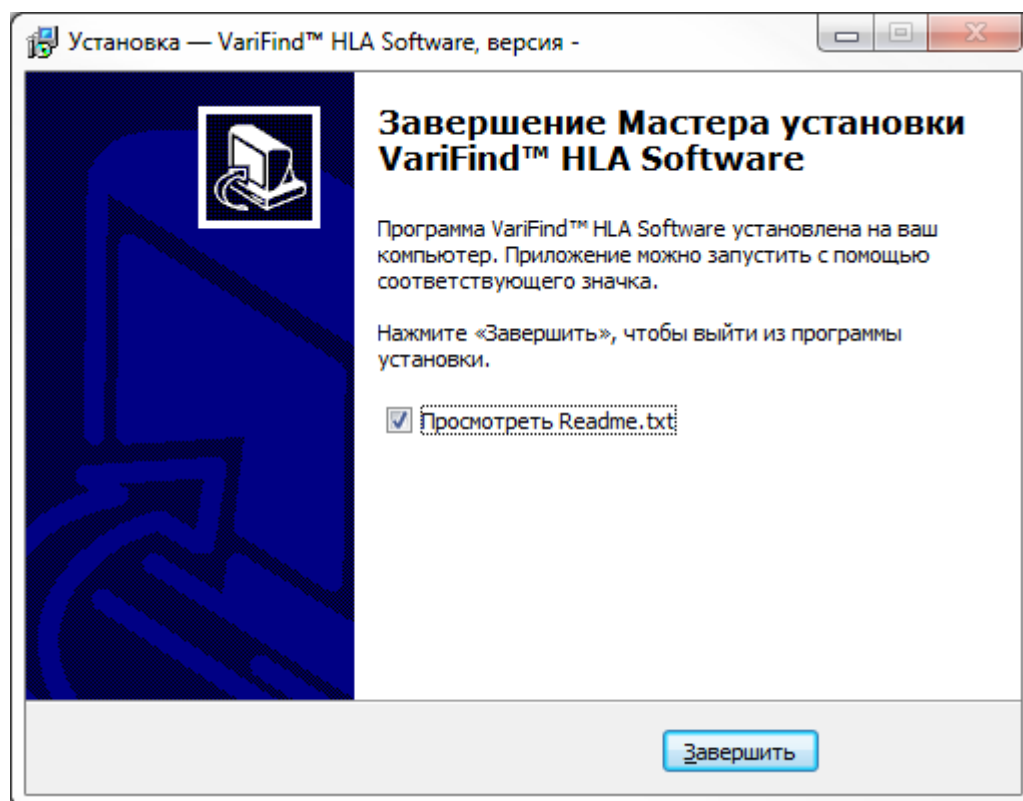 Установка — VariFind™ HLA Software, версия -
Завершение Мастера установки
VariFind™ HLA Software
Программа VariFind™ HLA Software установлена на ваш
компьютер. Приложение можно запустить с помощью
соответствующего значка.
Нажмите «Завершить», чтобы выйти из программы
установки.
Просмотреть Readme.txt
Завершить